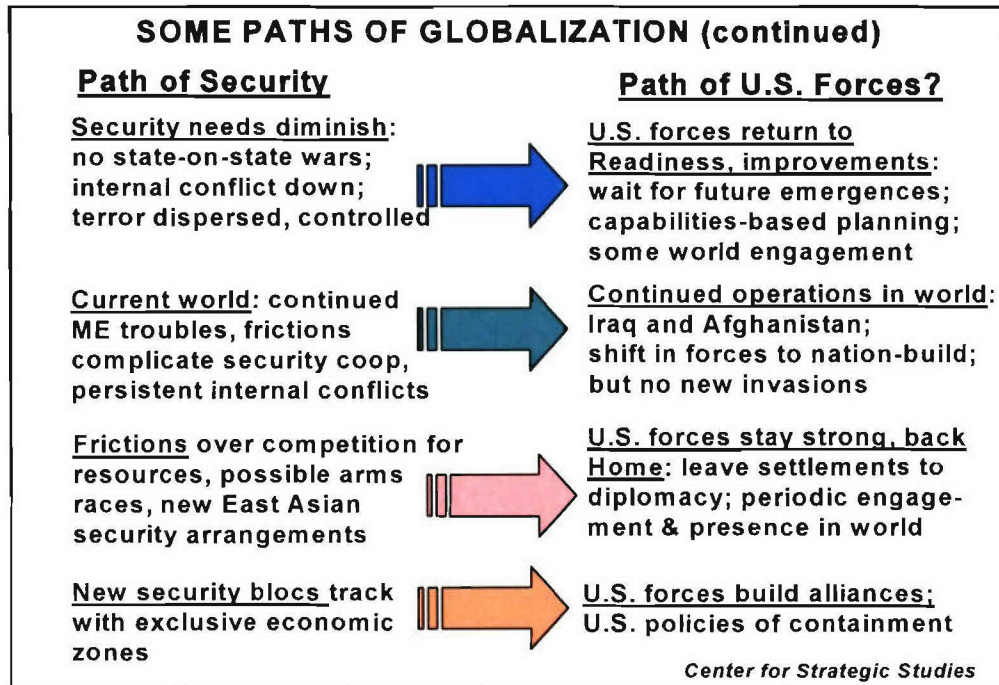 SOME PATHS OF GLOBALIZATION (continued)
Path of Security
Security needs diminish:
no state-on-state wars;
internal conflict down;
terror dispersed, controlled
Path of U.S. Forces?
U.S. forces return to
Readiness, improvements:
wait for future emergences;
capabilities-based planning;
some world engagement
Current world: continued
ME troubles, frictions
complicate security coop,
persistent internal conflicts
Continued operations in world:
Iraq and Afghanistan;
shift in forces to nation-build;
but no new invasions
Frictions over competition for
resources, possible arms
races, new East Asian
security arrangements
U.S. forces stay strong, back
Home: leave settlements to
diplomacy; periodic engage-
ment & presence in world
New security blocs track
with exclusive economic
zones
U.S. forces build alliances;
U.S. policies of containment
Center for Strategic Studies